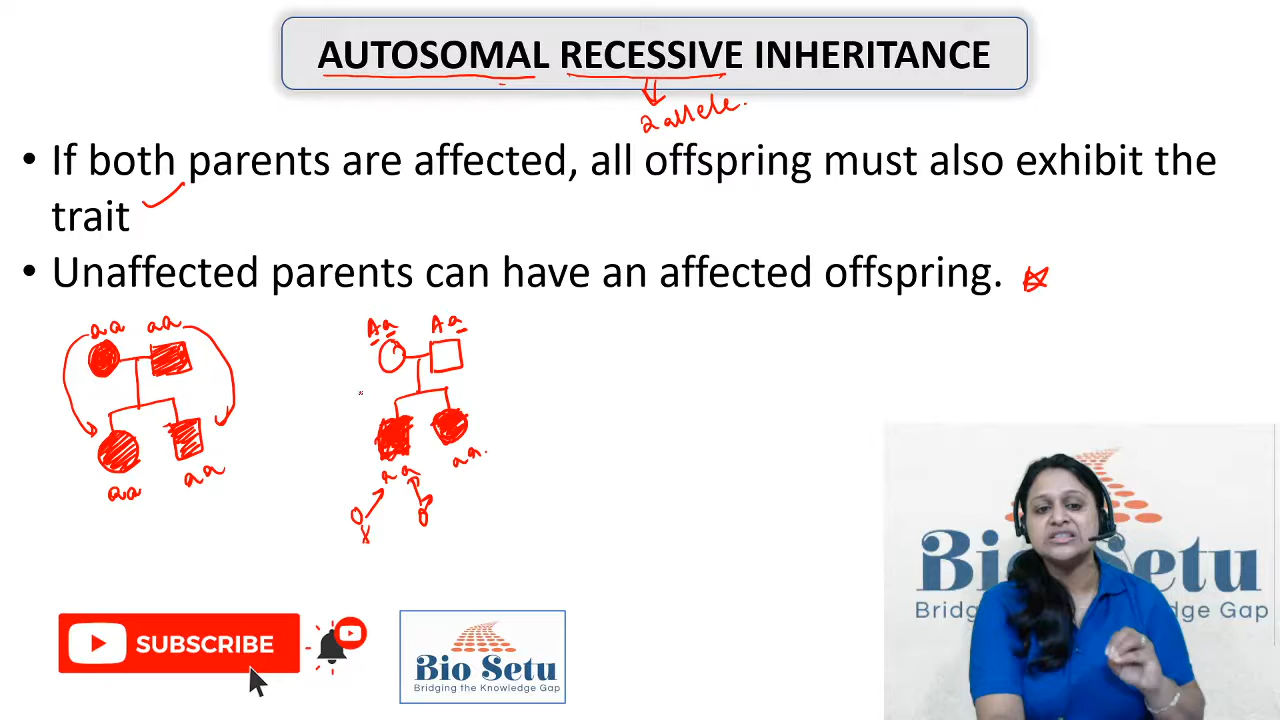 AUTOSOMAL RECESSIVE INHERITANCE
2 allele.
• If both parents are affected, all offspring must also exhibit the
trait
• Unaffected parents can have an affected offspring.
aa aa
Aa Aa
aa aa
aa aa.
SUBSCRIBE
Bio Setu
Bridging the Knowledge Gap
Bio Setu